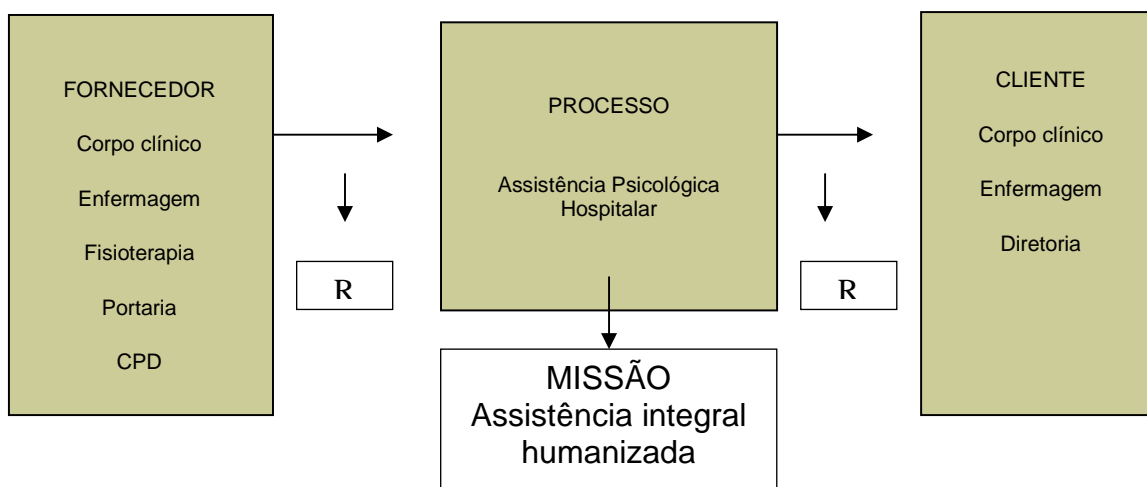 FORNECEDOR
Corpo clínico
Enfermagem
Fisioterapia
Portaria
CPD
R
PROCESSO
Assistência Psicológica
Hospitalar
MISSÃO
Assistência integral
humanizada
R
CLIENTE
Corpo clínico
Enfermagem
Diretoria